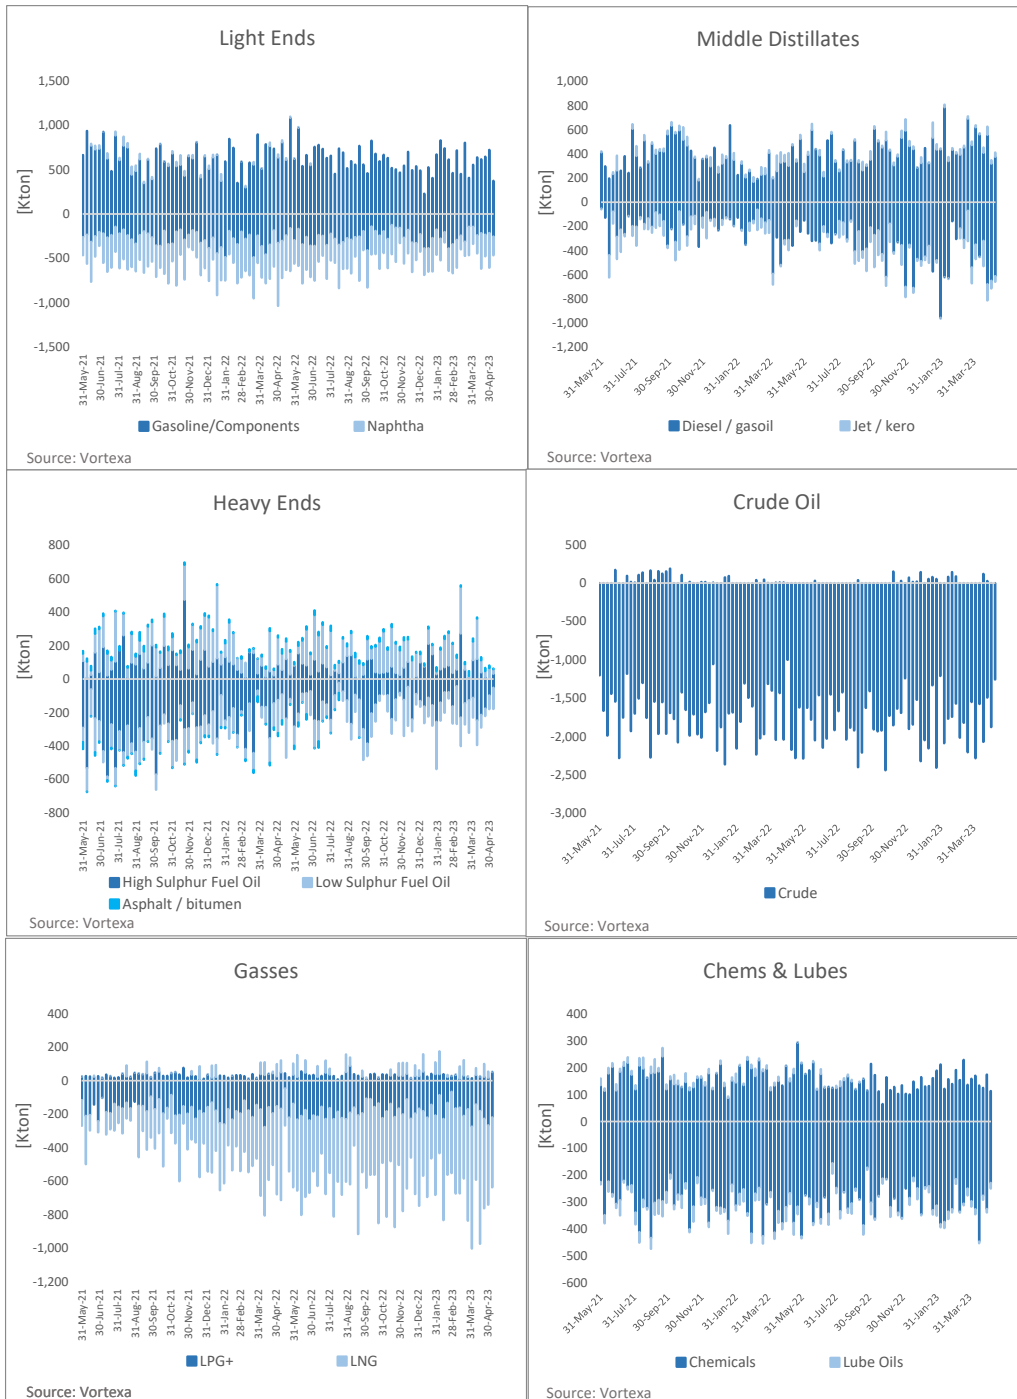 Light Ends
[Kton]
1,500
1,000
500
0
-500
-1,000
-1,500
31-May-21
30-Jun-21
31-Jul-21
31-Aug-21
30-Sep-21
31-Oct-21
30-Nov-21
31-Dec-21
31-Jan-22
28-Feb-22
31-Mar-22
30-Apr-22
31-May-22
30-Jun-22
31-Jul-22
31-Aug-22
30-Sep-22
31-Oct-22
30-Nov-22
31-Dec-22
31-Jan-23
28-Feb-23
31-Mar-23
30-Apr-23
Gasoline/Components Naphtha
Source: Vortexa
Middle Distillates
[Kton]
1,000
800
600
400
200
0
-200
-400
-600
-800
-1,000
-1,200
31-May-21
31-Jul-21
30-Sep-21
30-Nov-21
31-Jan-22
31-Mar-22
31-May-22
31-Jul-22
30-Sep-22
30-Nov-22
31-Jan-23
31-Mar-23
Diesel / gasoil Jet / kero
Source: Vortexa
Heavy Ends
[Kton]
800
600
400
200
0
-200
-400
-600
-800
31-May-21
30-Jun-21
31-Jul-21
31-Aug-21
30-Sep-21
31-Oct-21
30-Nov-21
31-Dec-21
31-Jan-22
28-Feb-22
31-Mar-22
30-Apr-22
31-May-22
30-Jun-22
31-Jul-22
31-Aug-22
30-Sep-22
31-Oct-22
30-Nov-22
31-Dec-22
31-Jan-23
28-Feb-23
31-Mar-23
30-Apr-23
High Sulphur Fuel Oil Low Sulphur Fuel Oil
Asphalt / bitumen
Source: Vortexa
Crude Oil
[Kton]
500
0
-500
-1,000
-1,500
-2,000
-2,500
-3,000
31-May-21
31-Jul-21
30-Sep-21
30-Nov-21
31-Jan-22
31-Mar-22
31-May-22
31-Jul-22
30-Sep-22
30-Nov-22
31-Jan-23
31-Mar-23
Crude
Source: Vortexa
Gasses
[Kton]
400
200
0
-200
-400
-600
-800
-1,000
-1,200
31-May-21
30-Jun-21
31-Jul-21
31-Aug-21
30-Sep-21
31-Oct-21
30-Nov-21
31-Dec-21
31-Jan-22
28-Feb-22
31-Mar-22
30-Apr-22
31-May-22
30-Jun-22
31-Jul-22
31-Aug-22
30-Sep-22
31-Oct-22
30-Nov-22
31-Dec-22
31-Jan-23
28-Feb-23
31-Mar-23
30-Apr-23
LPG+ LNG
Source: Vortexa
Chems & Lubes
[Kton]
400
300
200
100
0
-100
-200
-300
-400
-500
-600
31-May-21
31-Jul-21
30-Sep-21
30-Nov-21
31-Jan-22
31-Mar-22
31-May-22
31-Jul-22
30-Sep-22
30-Nov-22
31-Jan-23
31-Mar-23
Chemicals Lube Oils
Source: Vortexa